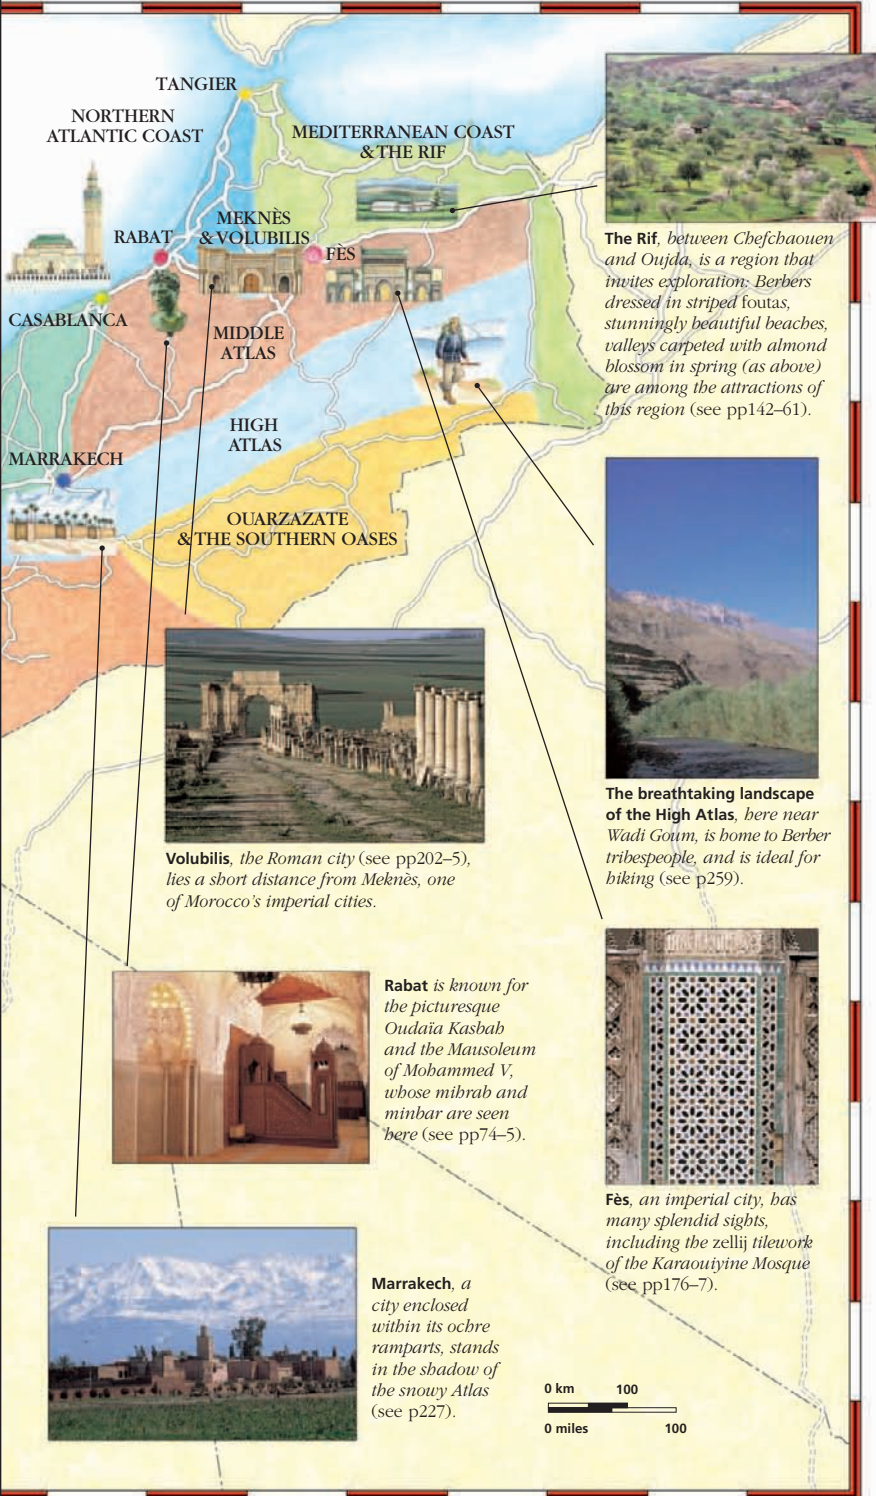 TANGIER
NORTHERN
ATLANTIC COAST
MEDITERRANEAN COAST
& THE RIF
MEKNÈS
& VOLUBILIS
RABAT
FÈS
CASABLANCA
MIDDLE
ATLAS
HIGH
ATLAS
MARRAKECH
OUARZAZATE
& THE SOUTHERN OASES
The Rif, between Chefchaouen
and Oujda, is a region that
invites exploration: Berbers
dressed in striped foutas,
stunningly beautiful beaches,
valleys carpeted with almond
blossom in spring (as above)
are among the attractions of
this region (see pp142–61).
The breathtaking landscape
of the High Atlas, here near
Wadi Goum, is home to Berber
tribespeople, and is ideal for
hiking (see p259).
Volubilis, the Roman city (see pp202–5),
lies a short distance from Meknès, one
of Morocco's imperial cities.
Rabat is known for
the picturesque
Oudaïa Kasbah
and the Mausoleum
of Mohammed V,
whose mihrab and
minbar are seen
here (see pp74–5).
Fès, an imperial city, has
many splendid sights,
including the zellij tilework
of the Karaouiyine Mosque
(see pp176–7).
Marrakech, a
city enclosed
within its ochre
ramparts, stands
in the shadow of
the snowy Atlas
(see p227).
0 km 100
0 miles 100